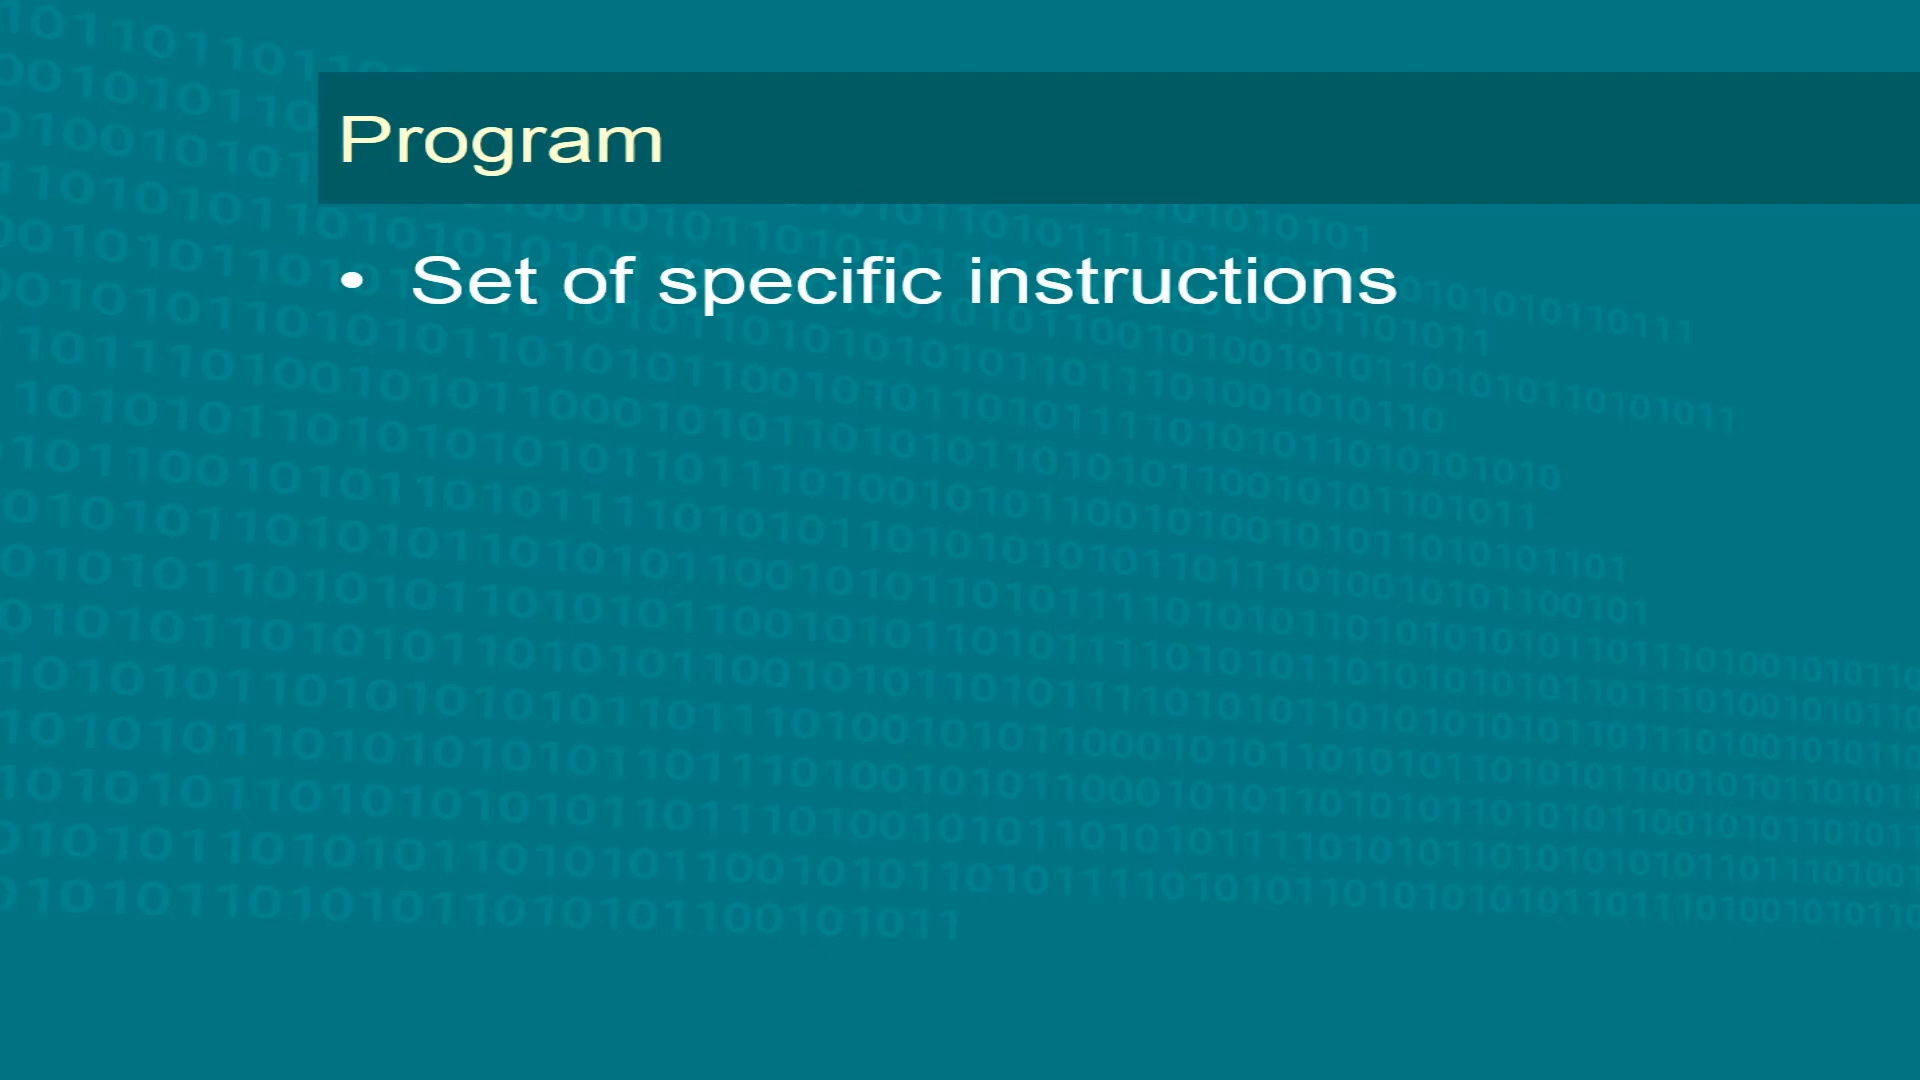 Program
• Set of specific instructions